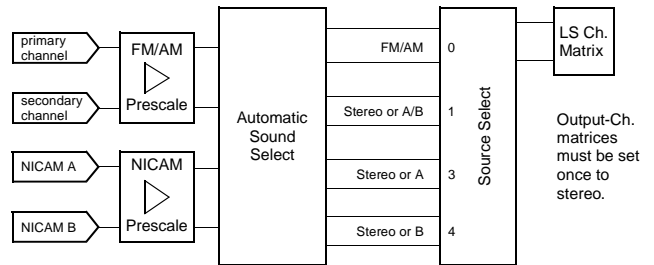 primary
channel
secondary
channel
NICAM A
NICAM B
FM/AM
Prescale
NICAM
Prescale
Automatic
Sound
Select
FM/AM
Stereo or A/B
Stereo or A
Stereo or B
0
1
3
4
Source Select
LS Ch.
Matrix
Output-Ch.
matrices
must be set
once to
stereo.